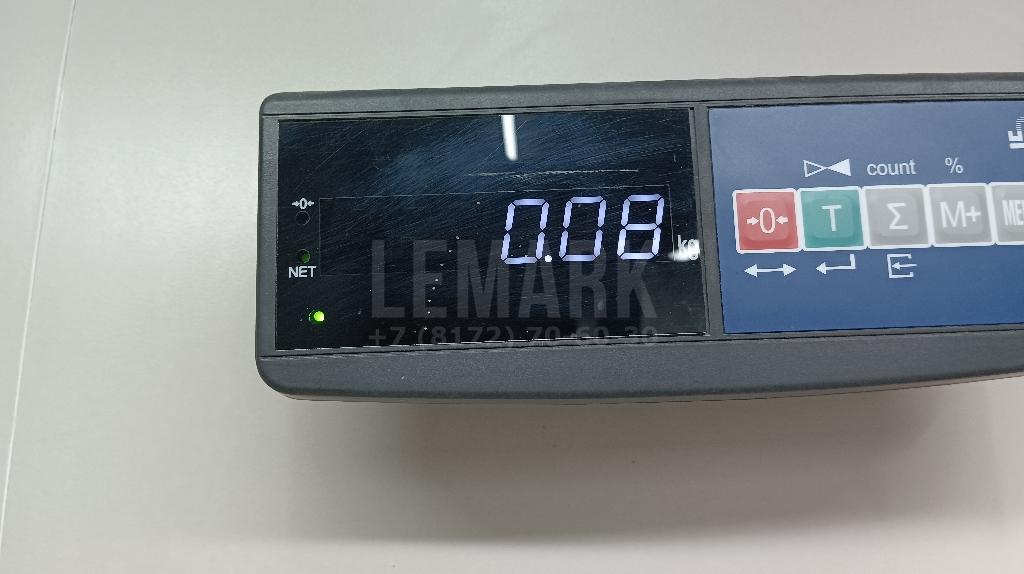 →0←
0.08
kg
NET
LEMARK
+7 (8172) 70-60-30
count %
→0← T Σ M+